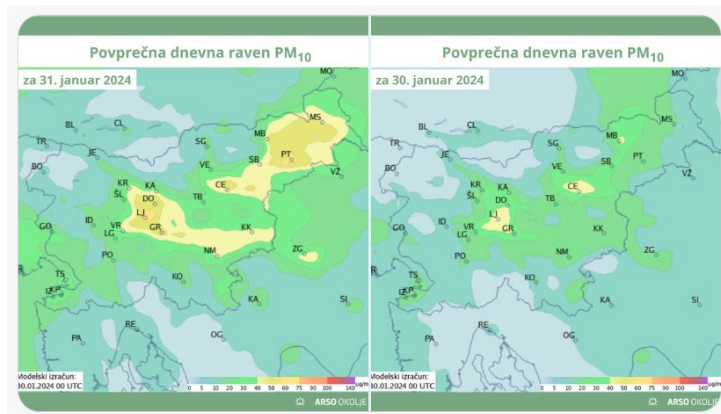 Povprečna dnevna raven PM10
za 31. januar 2024
MO
BL
CL
MS
TR
SG
MB
JE
PT
BO
VE
SB
VŽ
KR
KA
CE
ŠL
DO
TB
LJ
GO
ID
VR
GR
KK
LG
NM
ZG
PO
TS
KO
KP
KA
SI
PA
RE
OG
Modelski izračun:
30.01.2024 00 UTC
0 5 10 20 30 40 50 75 90 100 140 µg/m
ARSO OKOLJE
Povprečna dnevna raven PM10
za 30. januar 2024
MO
BL
CL
MS
TR
SG
MB
JE
PT
BO
VE
SB
VŽ
KR
KA
CE
ŠL
DO
TB
LJ
GO
ID
VR
GR
KK
LG
NM
ZG
PO
TS
KO
KP
KA
SI
PA
RE
OG
Modelski izračun:
30.01.2024 00 UTC
0 5 10 20 30 40 50 75 90 100 140
ARSO OKOLJE